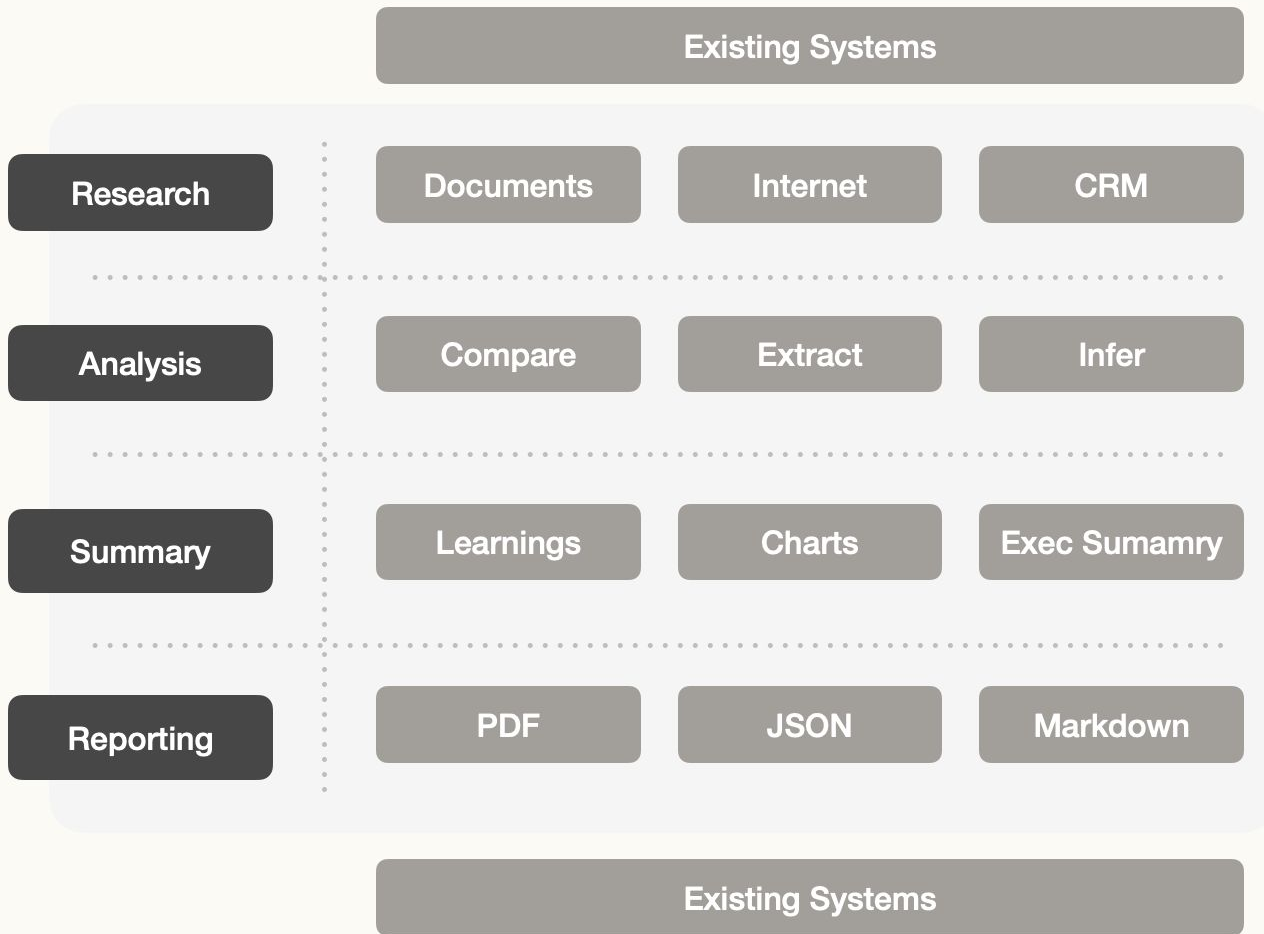 Existing Systems
Research
Documents
Internet
CRM
Analysis
Compare
Extract
Infer
Summary
Learnings
Charts
Exec Sumamry
Reporting
PDF
JSON
Markdown
Existing Systems